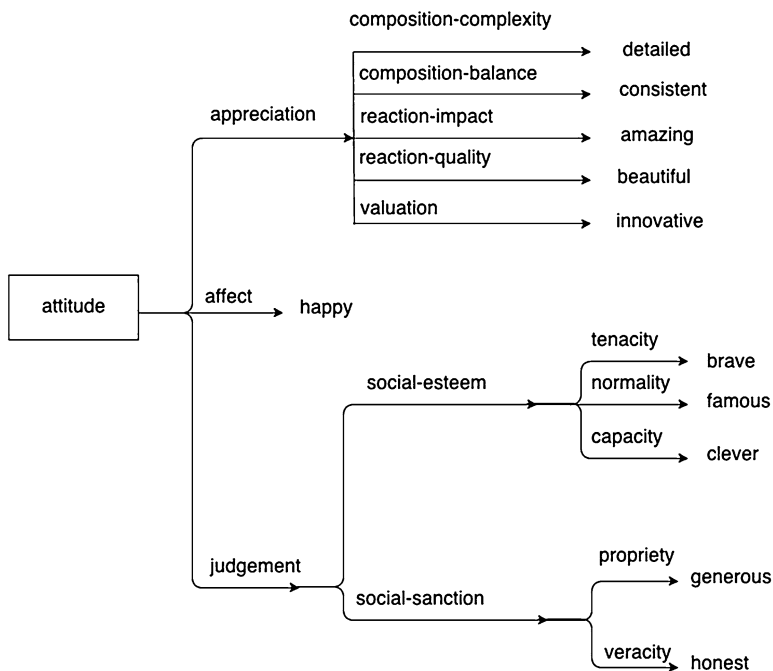 composition-complexity
detailed
composition-balance
consistent
reaction-impact
appreciation
amazing
reaction-quality
beautiful
valuation
innovative
attitude
affect
happy
tenacity
brave
social-esteem
normality
famous
capacity
clever
judgement
propriety
generous
social-sanction
veracity
honest